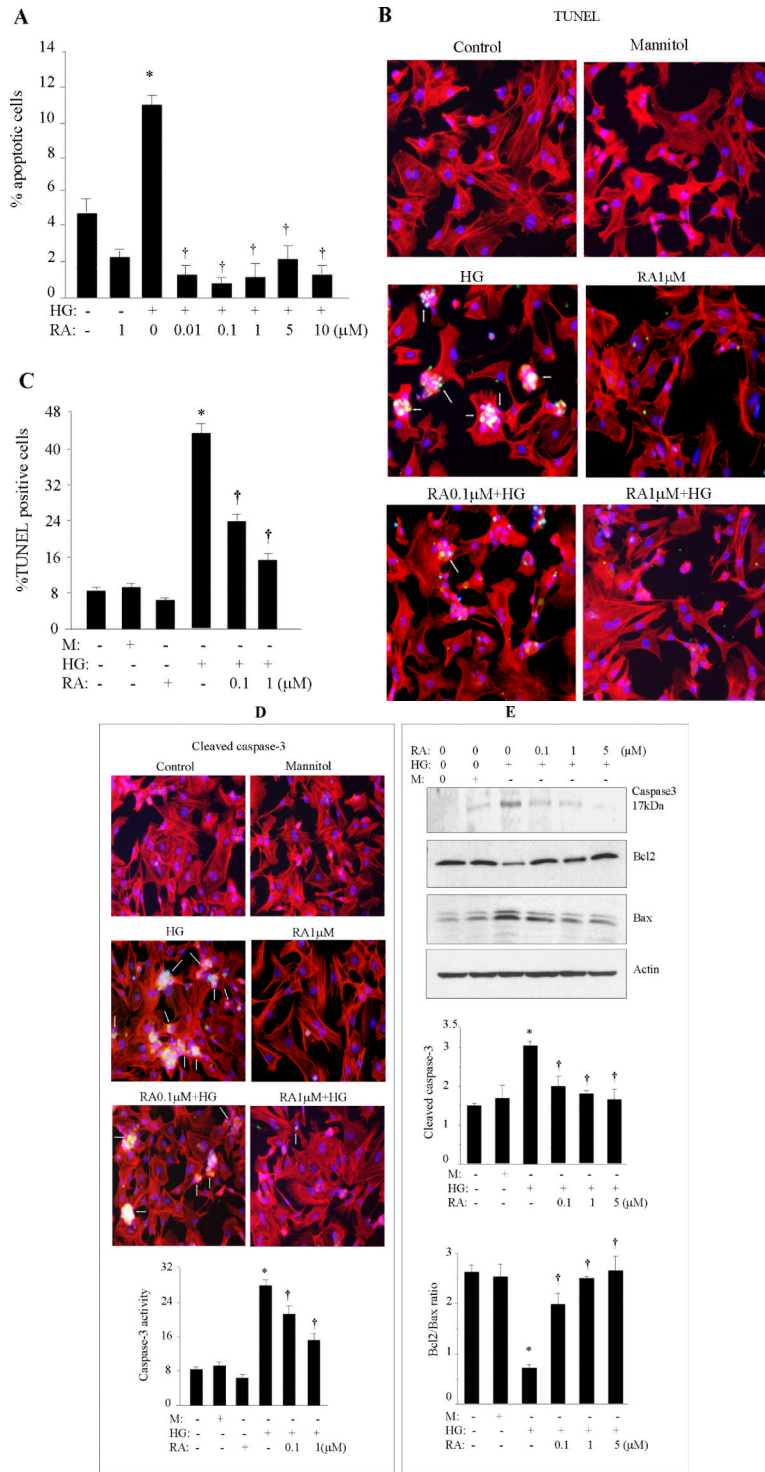 A
% apoptotic cells
14
12
10
8
6
4
2
0
*
† † † † †
HG: - - + + + + + +
RA: - 1 0 0.01 0.1 1 5 10 (μM)
B
TUNEL
Control Mannitol
HG RA1μM
RA0.1μM+HG RA1μM+HG
C
%TUNEL positive cells
48
40
32
24
16
8
0
*
† †
M: - + - - - -
HG: - - - + + +
RA: - - + - 0.1 1 (μM)
D
Cleaved caspase-3
Control Mannitol
HG RA1μM
RA0.1μM+HG RA1μM+HG
Caspase-3 activity
32
24
16
8
0
*
† †
M: - + - - - -
HG: - - - + + +
RA: - - + - 0.1 1(μM)
E
RA: 0 0 0 0.1 1 5 (μM)
HG: 0 0 + + + +
M: 0 + - - - -
Caspase3
17kDa
Bcl2
Bax
Actin
Cleaved caspase-3
3.5
3
2
1
0
*
† † †
M: - + - - - -
HG: - - + + + +
RA: - - - 0.1 1 5 (μM)
Bcl2/Bax ratio
3
2
1
0
*
† † †
M: - + - - - -
HG: - - + + + +
RA: - - - 0.1 1 5 (μM)